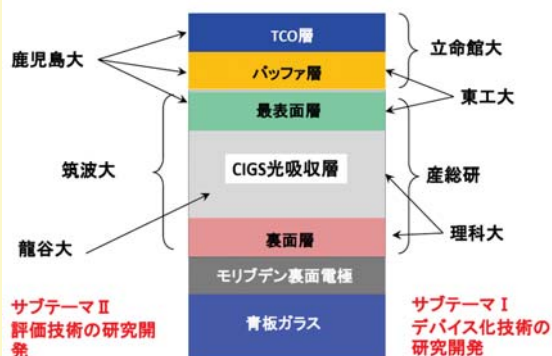 TCO層
バッファ層
最表面層
CIGS光吸収層
裏面層
モリブデン裏面電極
青板ガラス
鹿児島大
筑波大
龍谷大
サブテーマⅡ
評価技術の研究開
発
立命館大
東工大
産総研
理科大
サブテーマⅠ
デバイス化技術の
研究開発